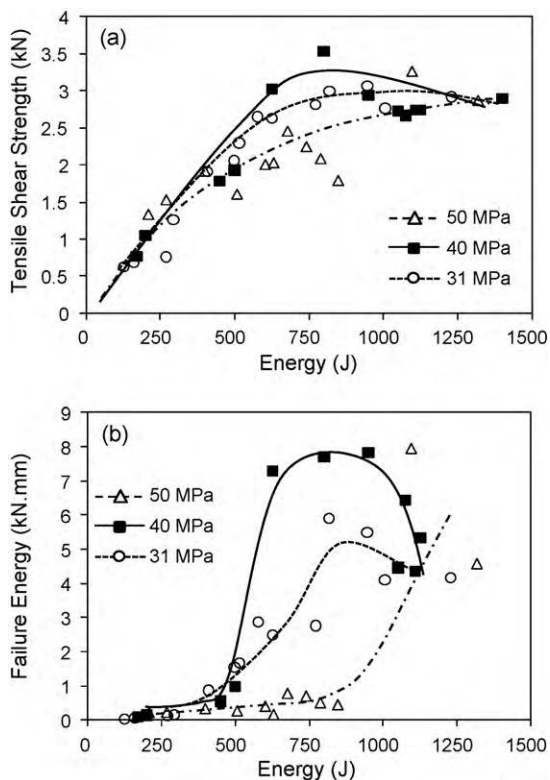 (a)
Tensile Shear Strength (kN)
4
3.5
3
2.5
2
1.5
1
0.5
0
50 MPa
40 MPa
31 MPa
0 250 500 750 1000 1250 1500
Energy (J)
(b)
Failure Energy (kN.mm)
9
8
7
6
5
4
3
2
1
0
50 MPa
40 MPa
31 MPa
0 250 500 750 1000 1250 1500
Energy (J)